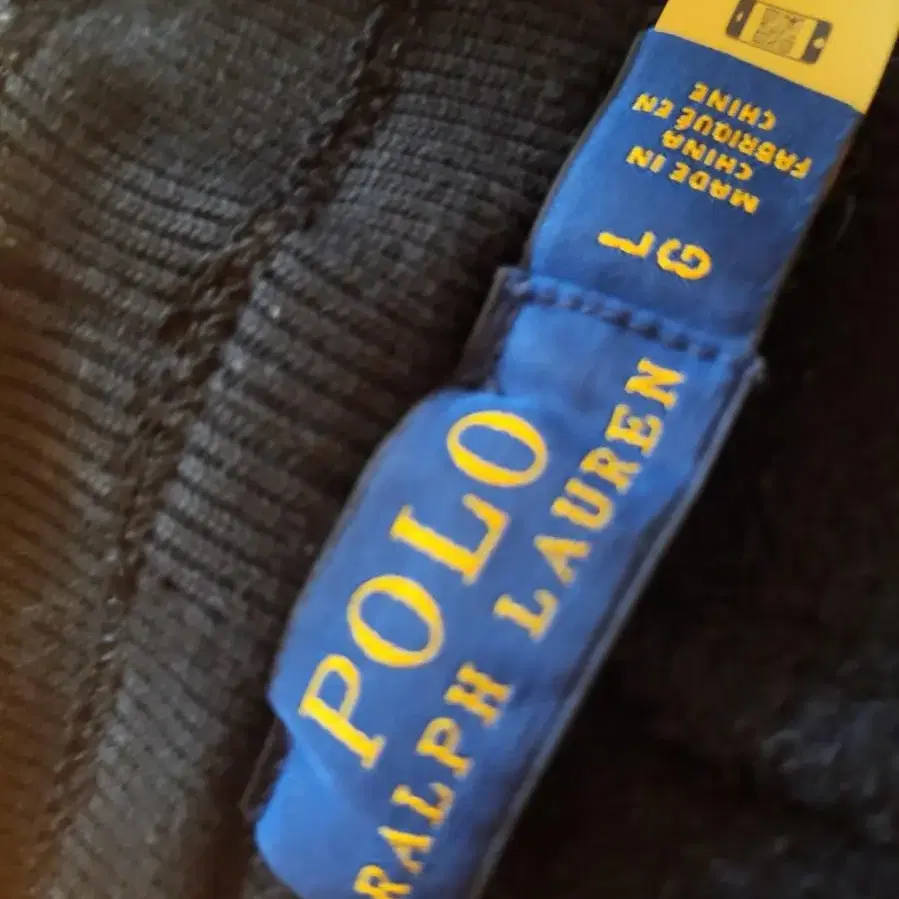 POLO
RALPH LAUREN
L
G
MADE IN
CHINA
FABRIQUÉ EN
CHINE